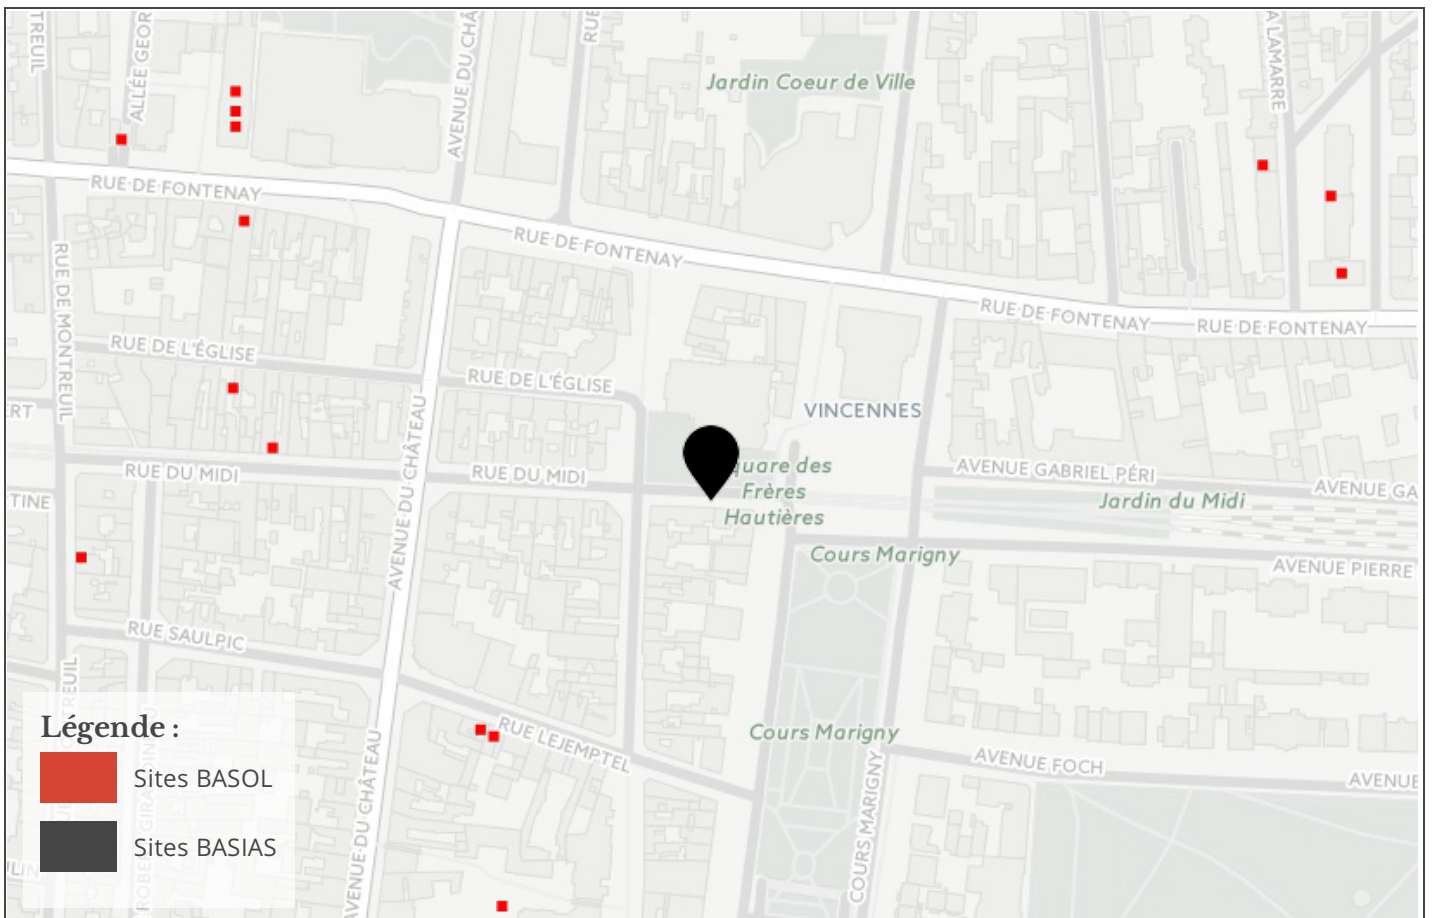 TREUIL
ALLÉE GEOR
AVENUE DU CHÂ
RUE
Jardin Coeur de Ville
A LAMARRE
RUE DE FONTENAY
RUE DE FONTENAY
RUE DE FONTENAY
RUE DE FONTENAY
RUE DE MONTREUIL
RUE DE L'ÉGLISE
RUE DE L'ÉGLISE
ERT
VINCENNES
AVENUE DU CHÂTEAU
RUE DU MIDI
RUE DU MIDI
quare des
Frères
Hautières
AVENUE GABRIEL PÉRI
AVENUE GA
Jardin du Midi
TINE
Cours Marigny
AVENUE PIERRE
RUE SAULPIC
REUIL
Cours Marigny
RUE LEJEMPTEL
AVENUE FOCH
AVENUE
COURS MARIGNY
AVENUE DU CHÂTEAU
Légende :
Sites BASOL
Sites BASIAS